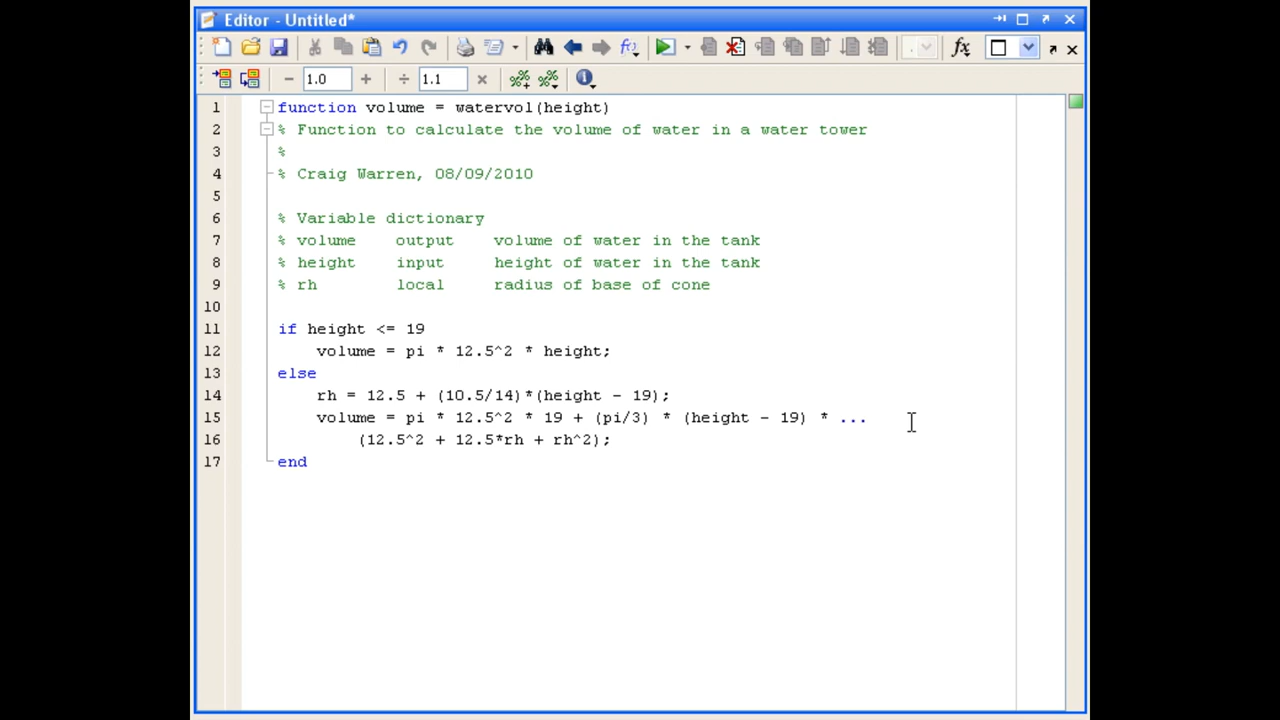 Editor - Untitled*
1.0
1.1
1 function volume = watervol(height)
2 % Function to calculate the volume of water in a water tower
3 %
4 % Craig Warren, 08/09/2010
5
6 % Variable dictionary
7 % volume    output    volume of water in the tank
8 % height    input     height of water in the tank
9 % rh        local     radius of base of cone
10
11 if height <= 19
12     volume = pi * 12.5^2 * height;
13 else
14     rh = 12.5 + (10.5/14)*(height - 19);
15     volume = pi * 12.5^2 * 19 + (pi/3) * (height - 19) * ...
16         (12.5^2 + 12.5*rh + rh^2);
17 end